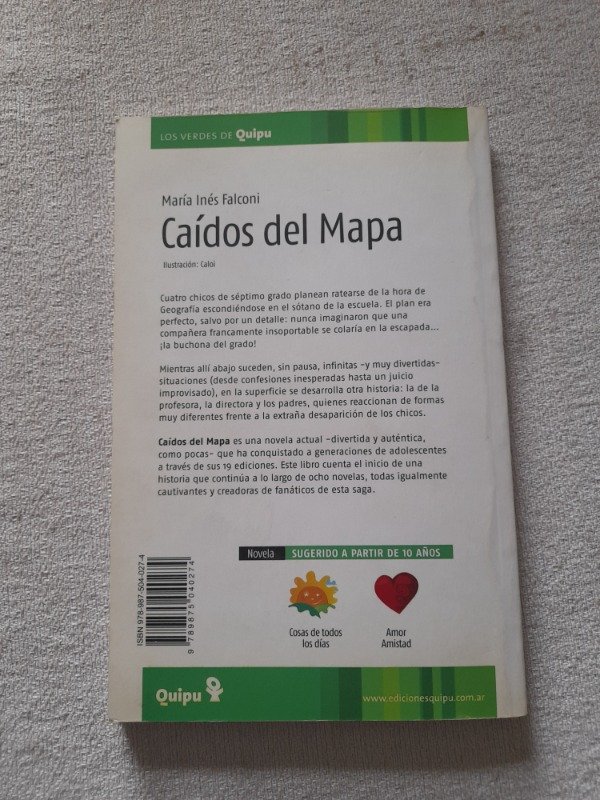 LOS VERDES DE Quipu
María Inés Falconi
Caídos del Mapa
Ilustración: Caloi
Cuatro chicos de séptimo grado planean ratearse de la hora de
Geografía escondiéndose en el sótano de la escuela. El plan era
perfecto, salvo por un detalle: nunca imaginaron que una
compañera francamente insoportable se colaría en la escapada...
¡la buchona del grado!
Mientras allí abajo suceden, sin pausa, infinitas -y muy divertidas-
situaciones (desde confesiones inesperadas hasta un juicio
improvisado), en la superficie se desarrolla otra historia: la de la
profesora, la directora y los padres, quienes reaccionan de formas
muy diferentes frente a la extraña desaparición de los chicos.
Caídos del Mapa es una novela actual -divertida y auténtica,
como pocas- que ha conquistado a generaciones de adolescentes
a través de sus 19 ediciones. Este libro cuenta el inicio de una
historia que continúa a lo largo de ocho novelas, todas igualmente
cautivantes y creadoras de fanáticos de esta saga.
Novela SUGERIDO A PARTIR DE 10 AÑOS
Cosas de todos
los días
Amor
Amistad
ISBN 978-987-504-027-4
9 789875 040274
Quipu
www.edicionesquipu.com.ar